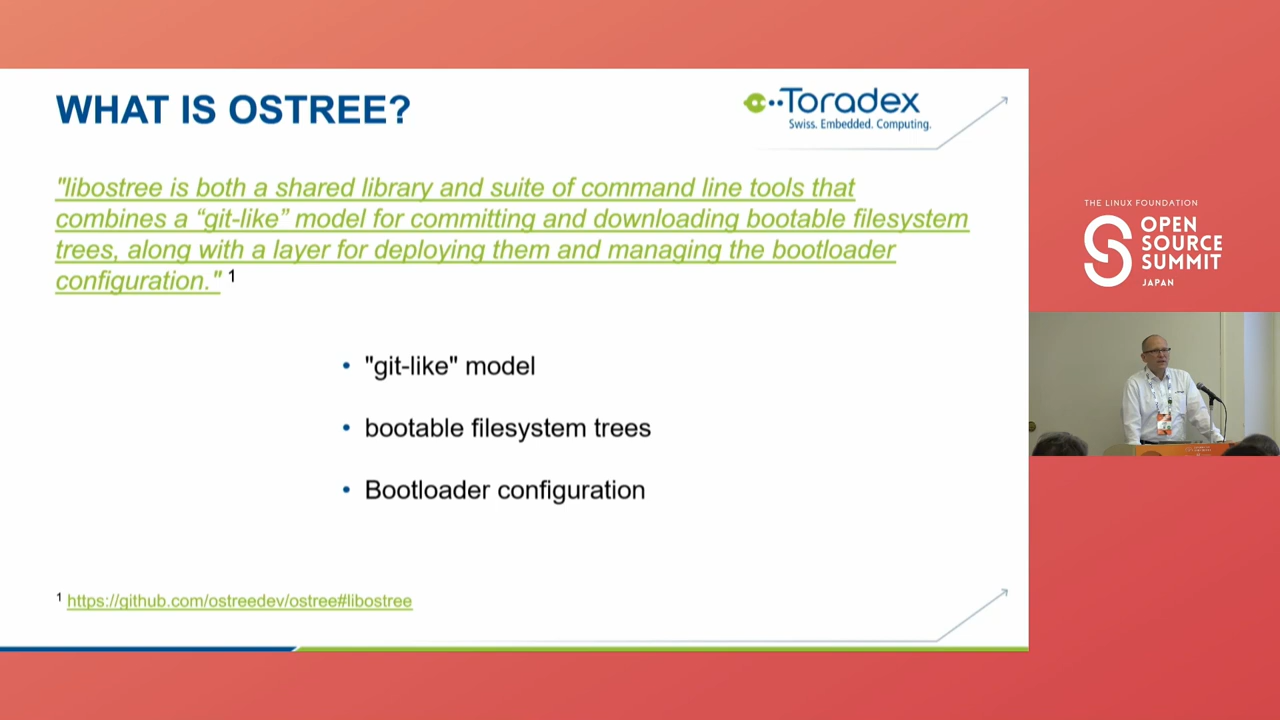 WHAT IS OSTREE?
Toradex
Swiss. Embedded. Computing.
"libostree is both a shared library and suite of command line tools that
combines a “git-like” model for committing and downloading bootable filesystem
trees, along with a layer for deploying them and managing the bootloader
configuration." 1
• "git-like" model
• bootable filesystem trees
• Bootloader configuration
1 https://github.com/ostreedev/ostree#libostree
THE LINUX FOUNDATION
OPEN
SOURCE
SUMMIT
JAPAN